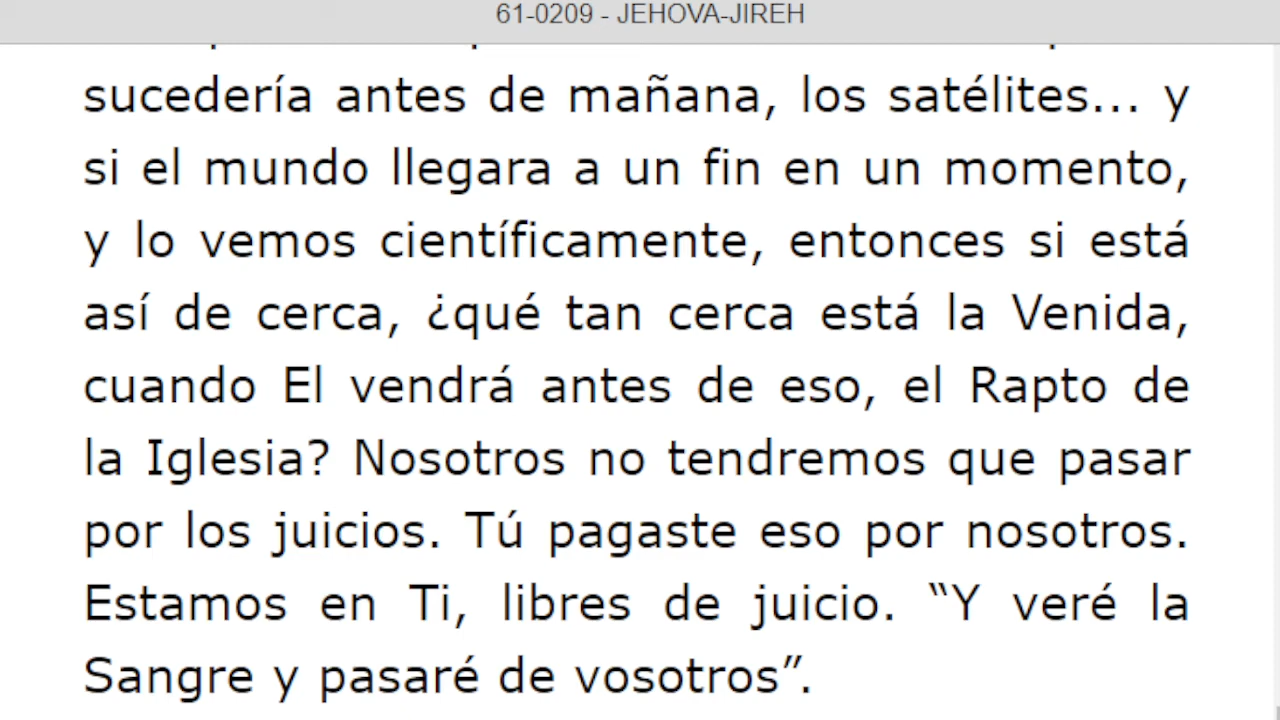 61-0209 - JEHOVA-JIREH
sucedería antes de mañana, los satélites... y
si el mundo llegara a un fin en un momento,
y lo vemos científicamente, entonces si está
así de cerca, ¿qué tan cerca está la Venida,
cuando El vendrá antes de eso, el Rapto de
la Iglesia? Nosotros no tendremos que pasar
por los juicios. Tú pagaste eso por nosotros.
Estamos en Ti, libres de juicio. “Y veré la
Sangre y pasaré de vosotros”.